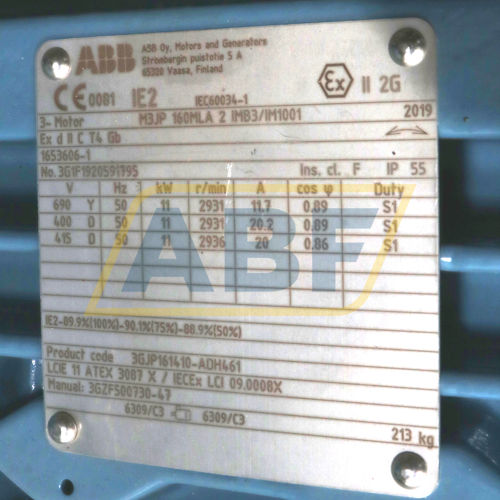 ABB
ABB Oy, Motors and Generators
Strömbergin puistotie 5 A
65320 Vaasa, Finland
CE 0081 IE2 IEC60034-1
Ex II 2G
3~Motor M3JP 160MLA 2 IMB3/IM1001 2019
Ex d II C T4 Gb
1653606-1
No. 3G1F1920591795 Ins. cl. F IP 55
V Hz kW r/min A cos φ Duty
690 Y 50 11 2931 11.7 0.89 S1
400 D 50 11 2931 20.2 0.89 S1
415 D 50 11 2936 20 0.86 S1
ABF
IE2-89.9%(100%)-90.1%(75%)-88.9%(50%)
Product code 3GJP161410-ADH461
LCIE 11 ATEX 3087 X / IECEx LCI 09.0008X
Manual: 3GZF500730-47
6309/C3 6309/C3 213 kg